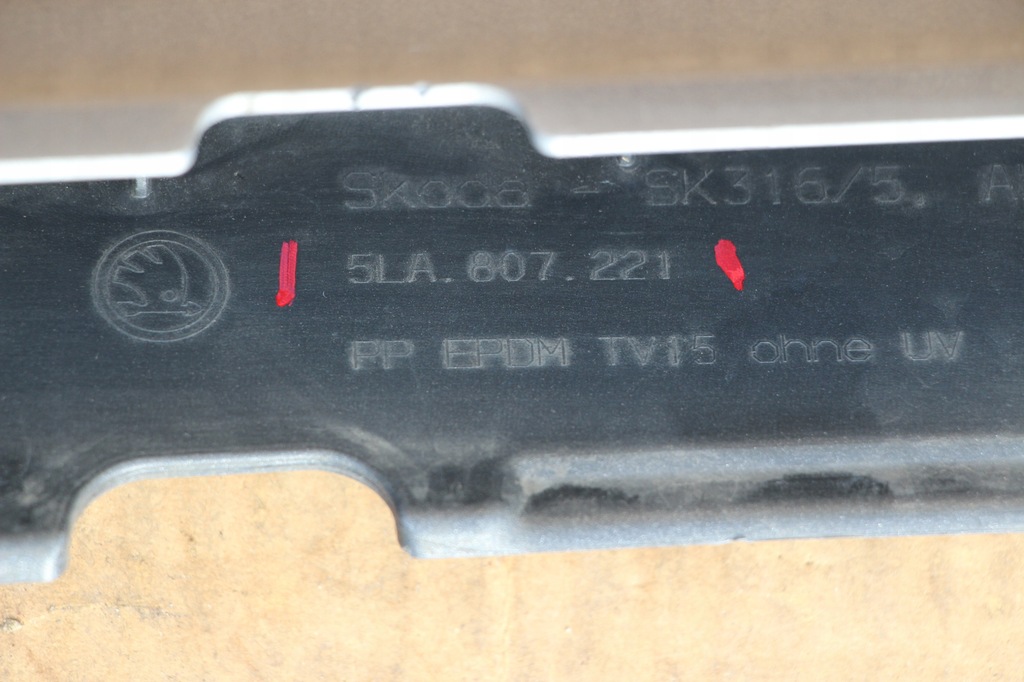 Skoda - SK316/5, A
5LA.807.221
PP EPDM TV15 ohne UV